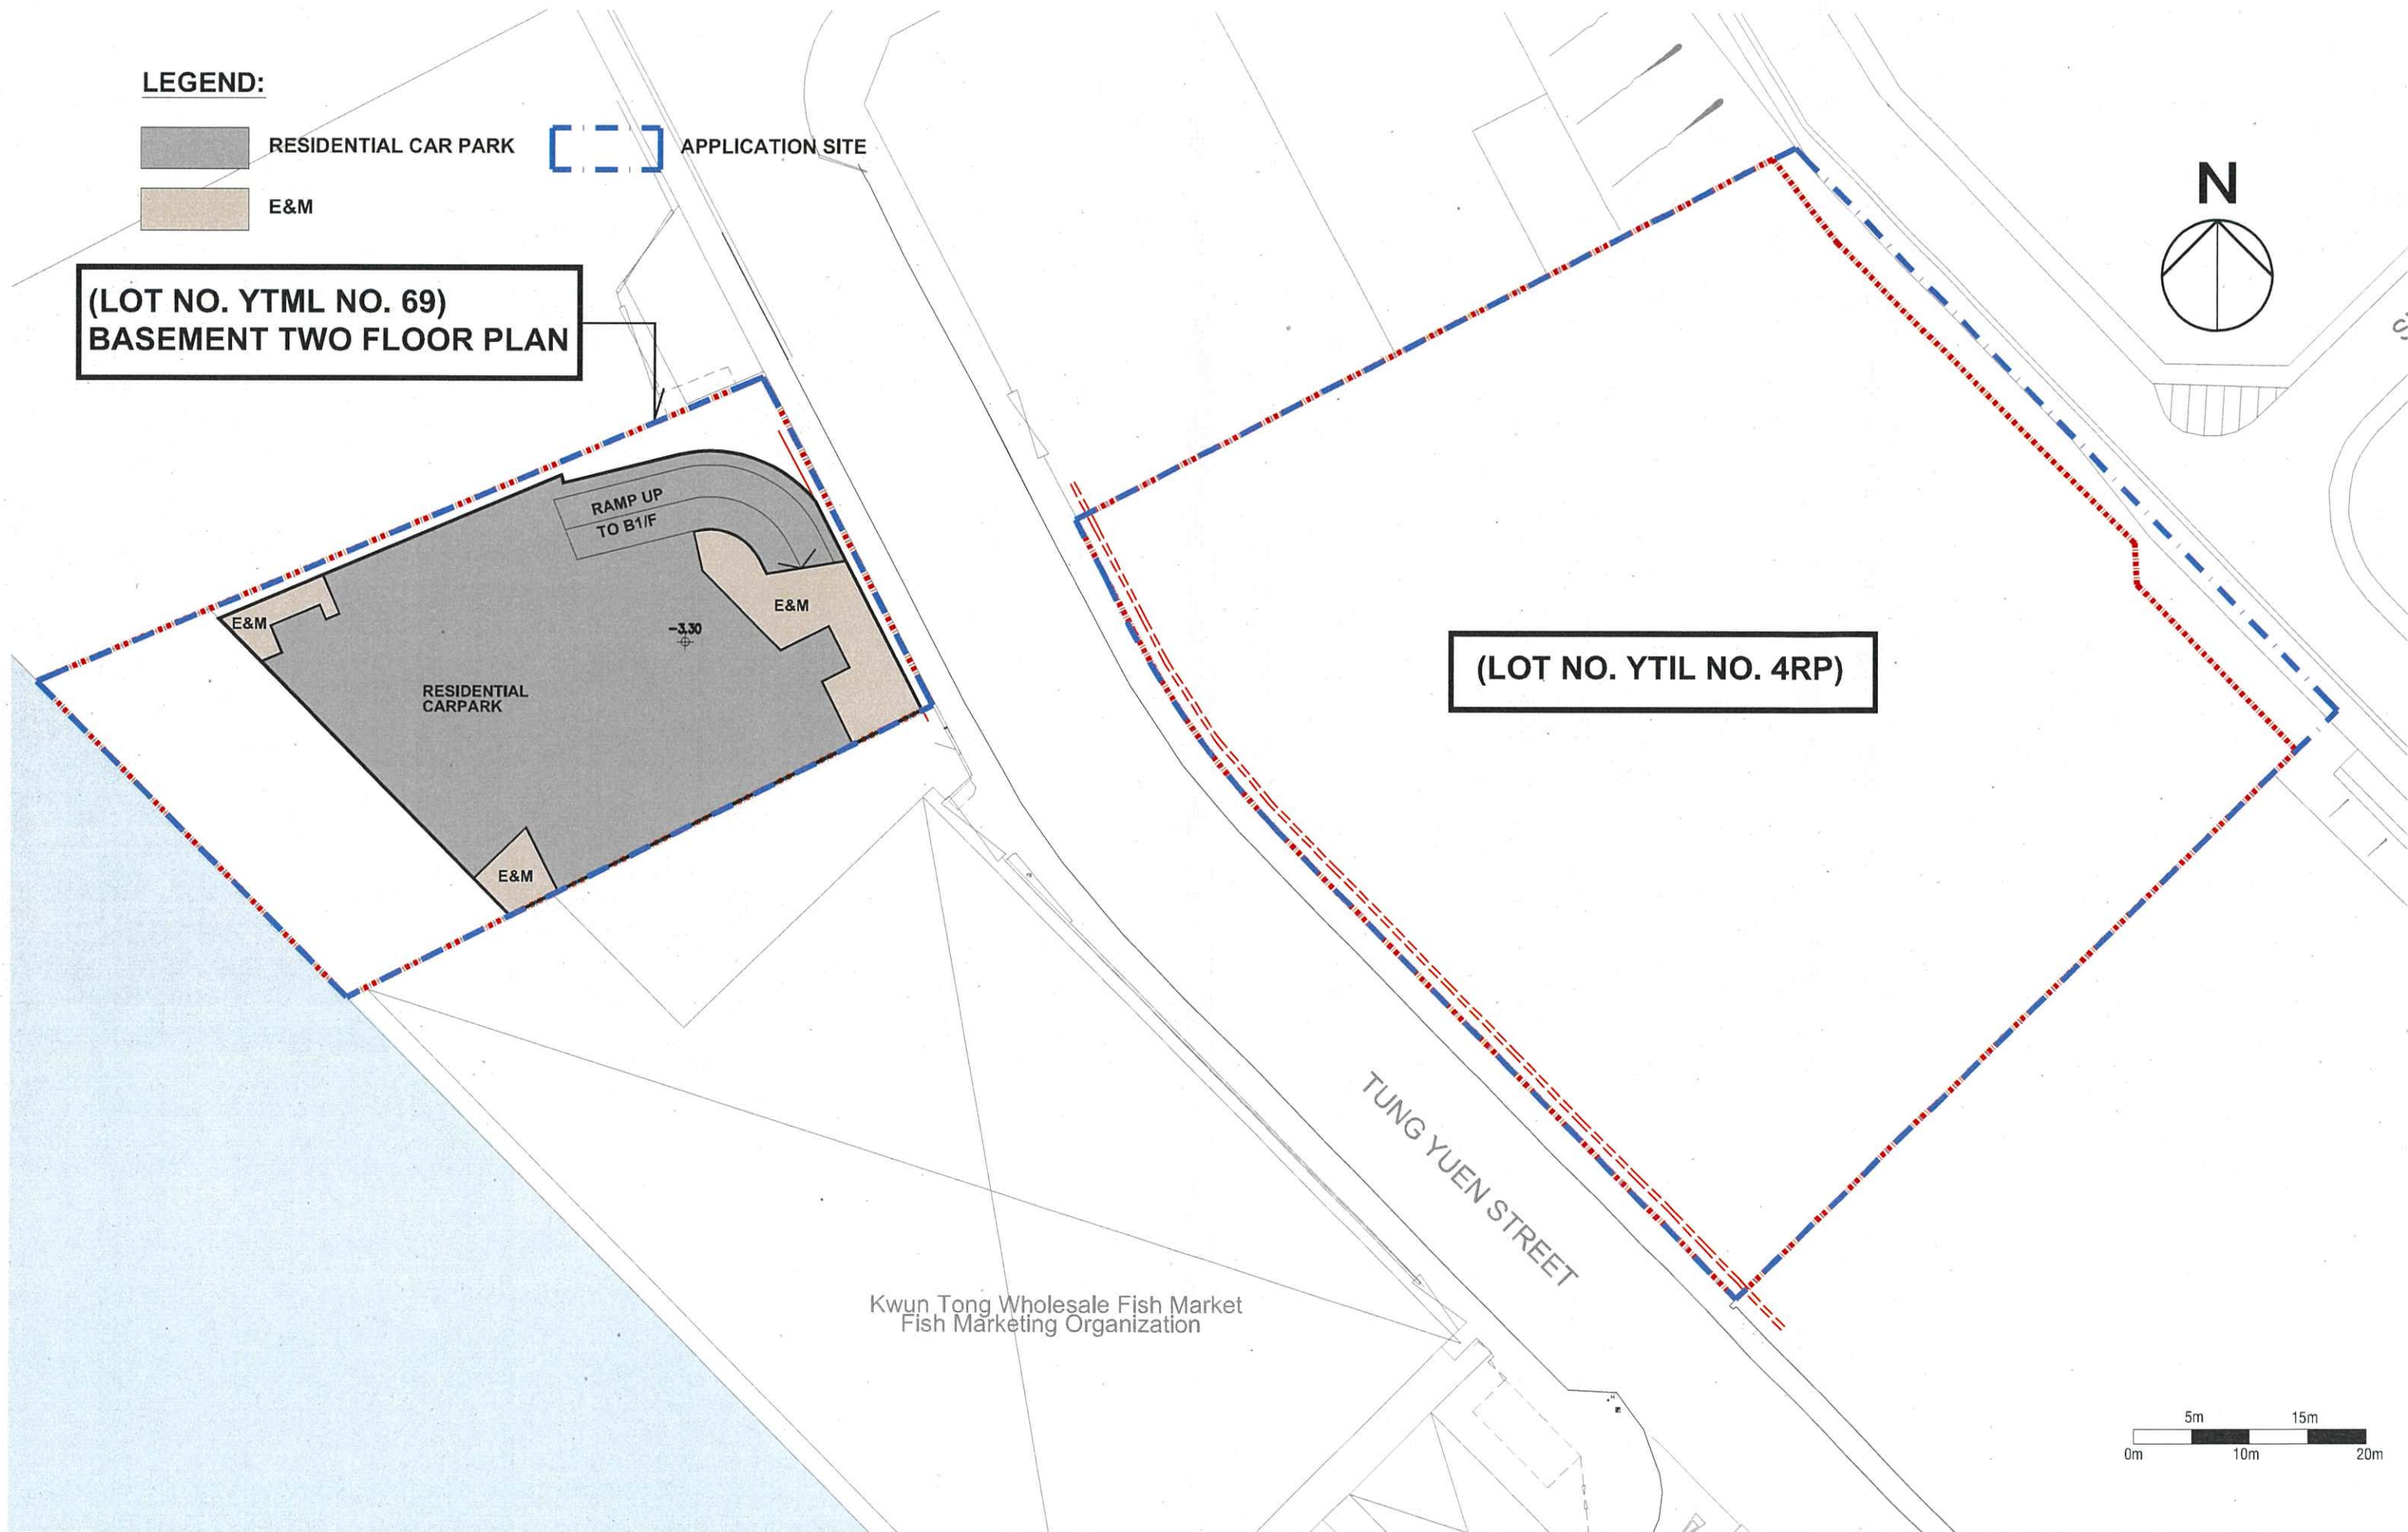 LEGEND:
RESIDENTIAL CAR PARK
APPLICATION SITE
E&M
N
(LOT NO. YTML NO. 69)
BASEMENT TWO FLOOR PLAN
RAMP UP
TO B1/F
E&M
E&M
-3.30
RESIDENTIAL
CARPARK
E&M
(LOT NO. YTIL NO. 4RP)
TUNG YUEN STREET
Kwun Tong Wholesale Fish Market
Fish Marketing Organization
5m 15m
0m 10m 20m